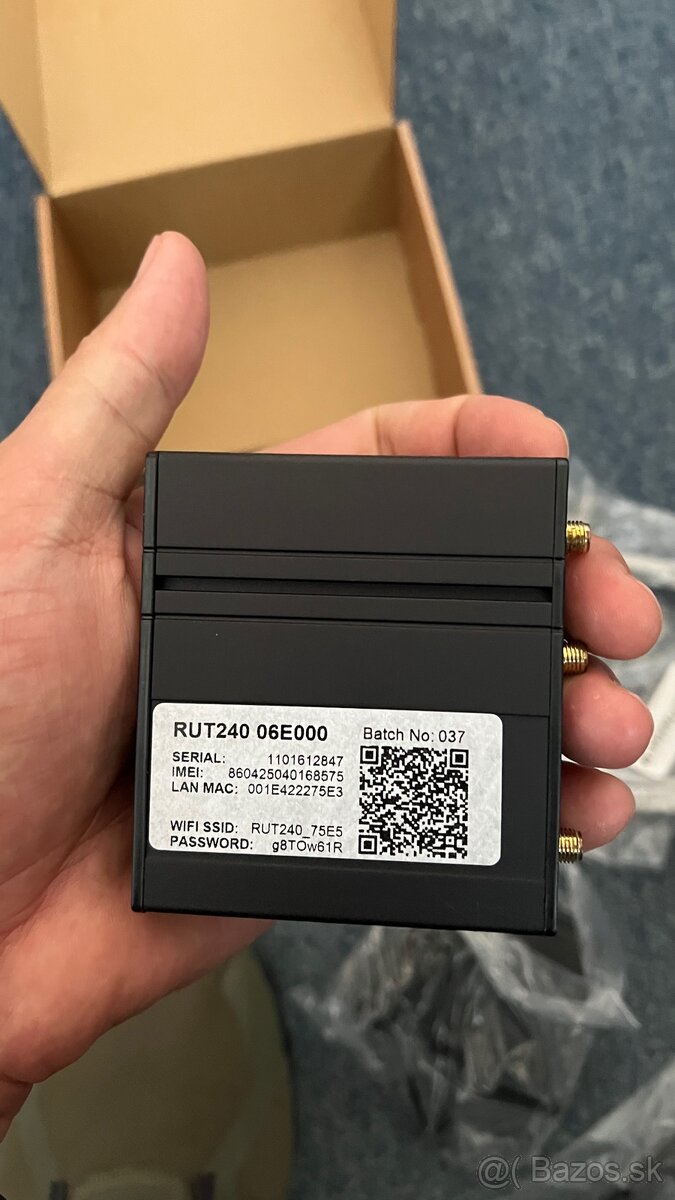 RUT240 06E000 Batch No: 037
SERIAL: 1101612847
IMEI: 860425040168575
LAN MAC: 001E422275E3
WIFI SSID: RUT240_75E5
PASSWORD: g8TOw61R
@( Bazos.sk